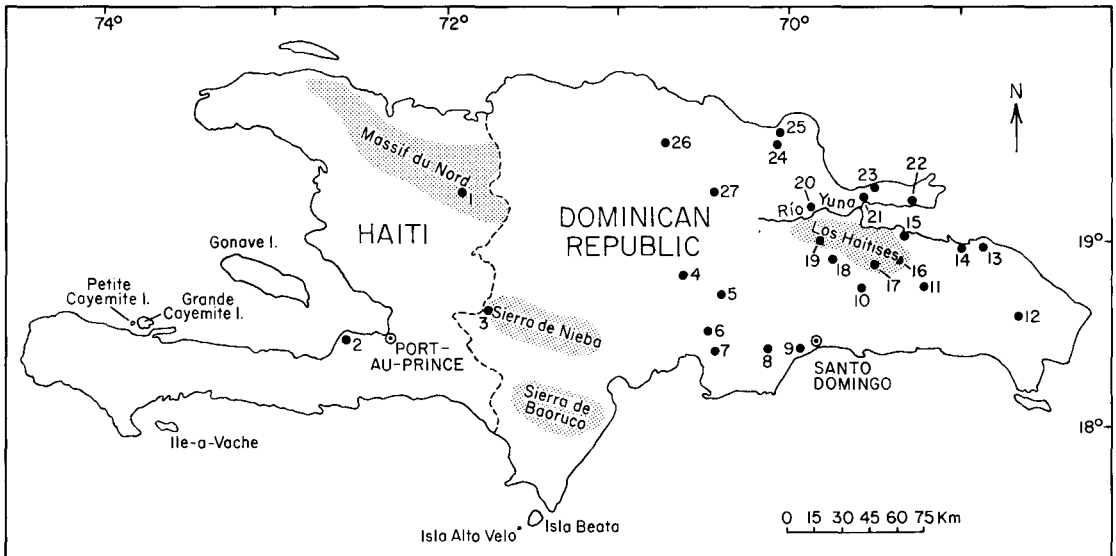 74°
72°
70°
N
25
26
24
Massif du Nord
22
23
27
20
1
Río Yuna
DOMINICAN
REPUBLIC
21
15
HAITI
Los Haitises
19°
Gonave I.
19
18
16
14
13
17
4
Petite
Cayemite I.
Grande
Cayemite I.
5
10
11
3
Sierra de Nieba
6
12
2
PORT-
AU-PRINCE
7
8
9
SANTO
DOMINGO
Sierra de
Baoruco
18°
Ile-a-Vache
Isla Alto Velo
Isla Beata
0 15 30 45 60 75 Km